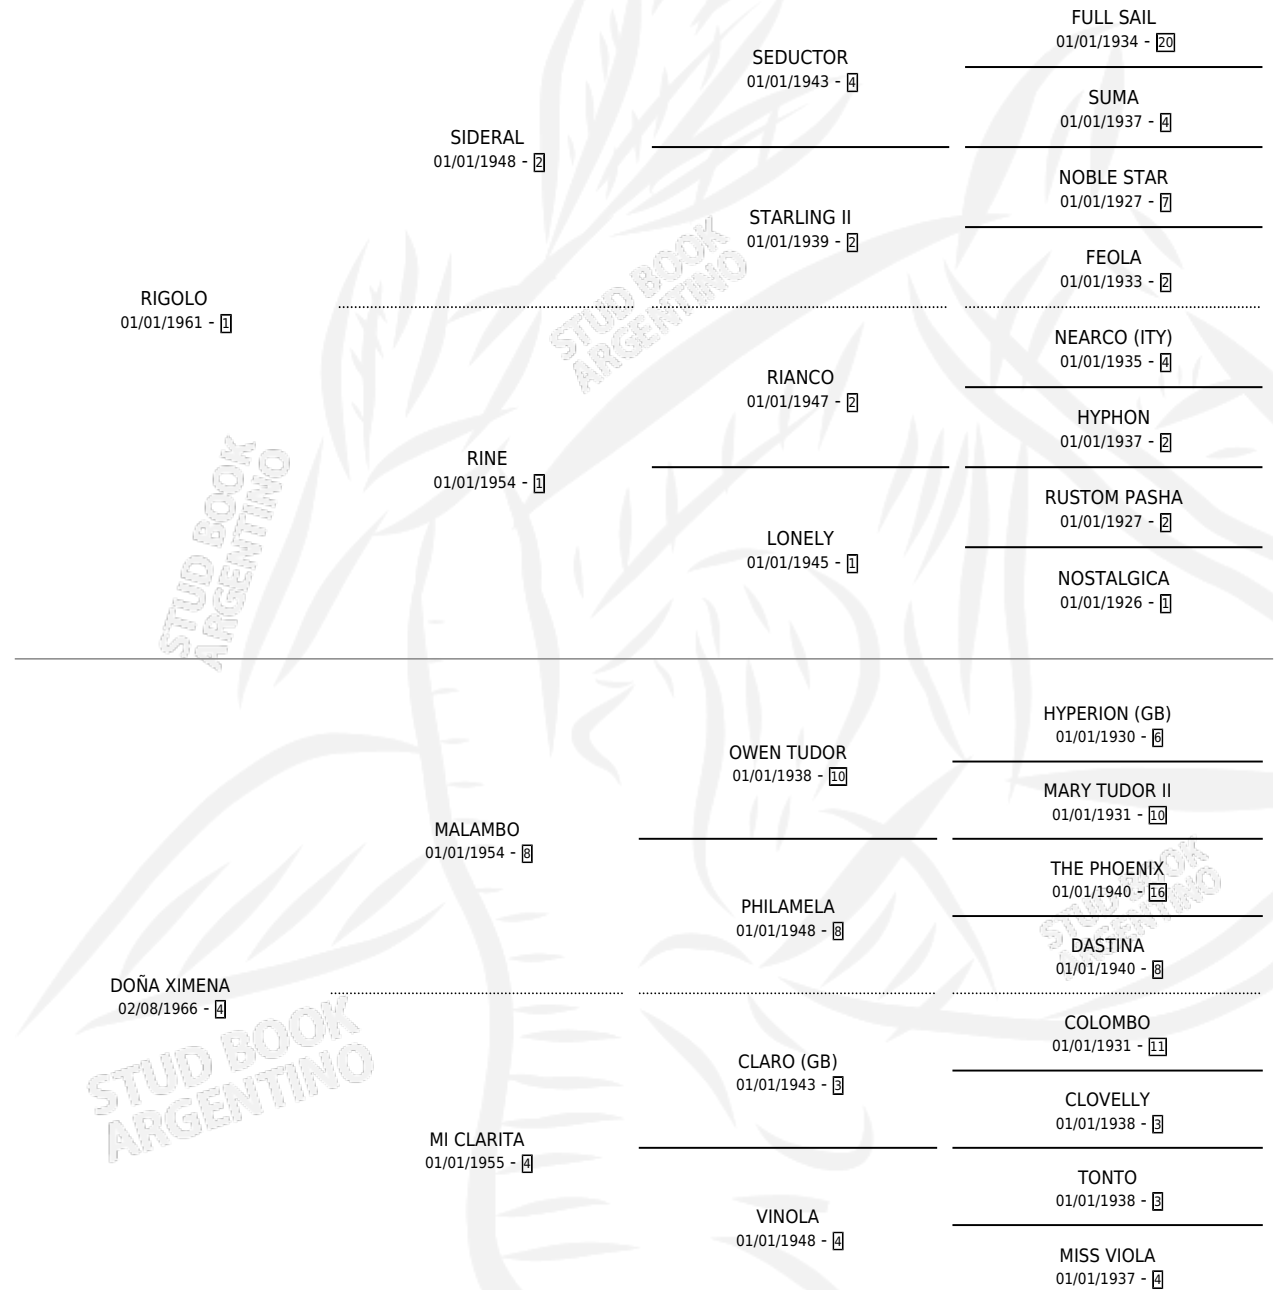 FULL SAIL
01/01/1934 - 20
SEDUCTOR
01/01/1943 - 4
SUMA
01/01/1937 - 4
SIDERAL
01/01/1948 - 2
NOBLE STAR
01/01/1927 - 7
STARLING II
01/01/1939 - 2
FEOLA
01/01/1933 - 2
RIGOLO
01/01/1961 - 1
NEARCO (ITY)
01/01/1935 - 4
RIANCO
01/01/1947 - 2
HYPHON
01/01/1937 - 2
RINE
01/01/1954 - 1
RUSTOM PASHA
01/01/1927 - 2
LONELY
01/01/1945 - 1
NOSTALGICA
01/01/1926 - 1
HYPERION (GB)
01/01/1930 - 6
OWEN TUDOR
01/01/1938 - 10
MARY TUDOR II
01/01/1931 - 10
MALAMBO
01/01/1954 - 8
THE PHOENIX
01/01/1940 - 16
PHILAMELA
01/01/1948 - 8
DASTINA
01/01/1940 - 8
DOÑA XIMENA
02/08/1966 - 4
COLOMBO
01/01/1931 - 11
CLARO (GB)
01/01/1943 - 3
CLOVELLY
01/01/1938 - 3
MI CLARITA
01/01/1955 - 4
TONTO
01/01/1938 - 3
VINOLA
01/01/1948 - 4
MISS VIOLA
01/01/1937 - 4
STUD BOOK
ARGENTINO
STUD BOOK
ARGENTINO
STUD BOOK
ARGENTINO
STUD BOOK
ARGENTINO